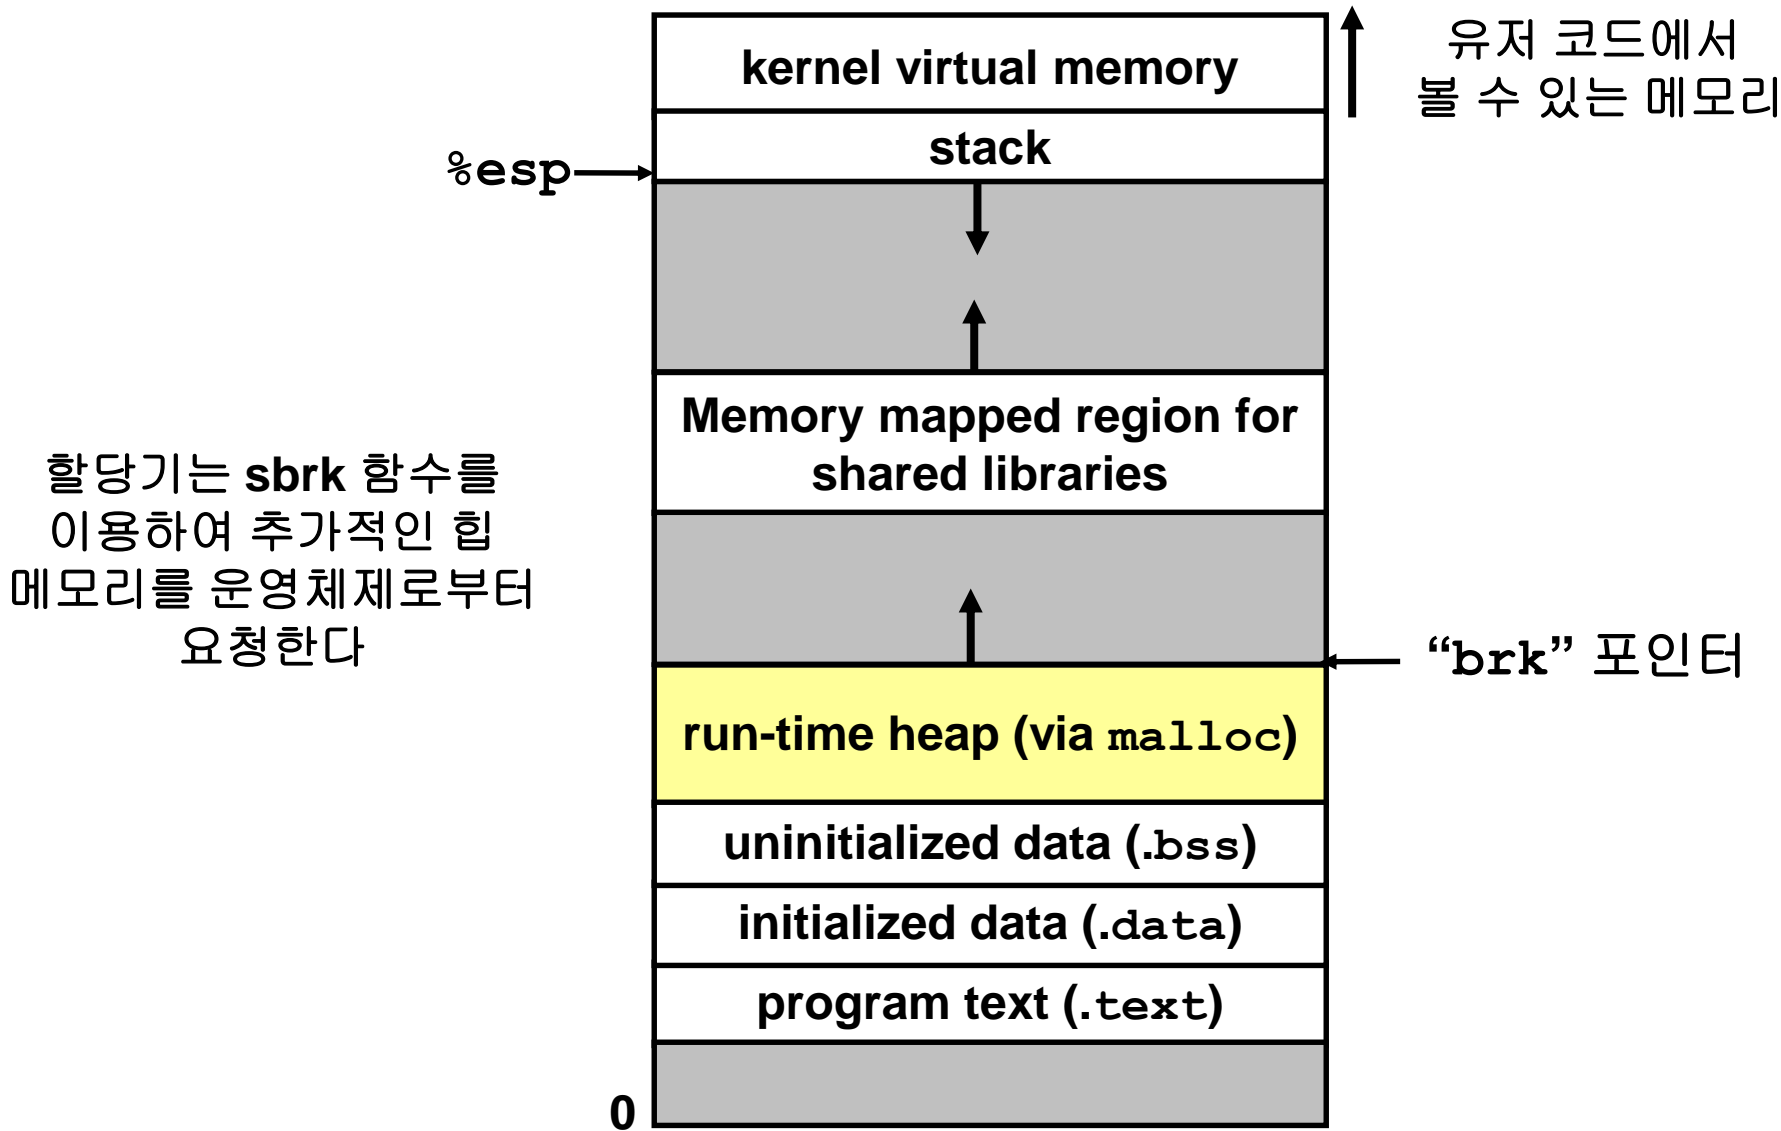 kernel virtual memory
유저 코드에서
볼 수 있는 메모리
stack
%esp
Memory mapped region for
shared libraries
할당기는 sbrk 함수를
이용하여 추가적인 힙
메모리를 운영체제로부터
요청한다
“brk” 포인터
run-time heap (via malloc)
uninitialized data (.bss)
initialized data (.data)
program text (.text)
0